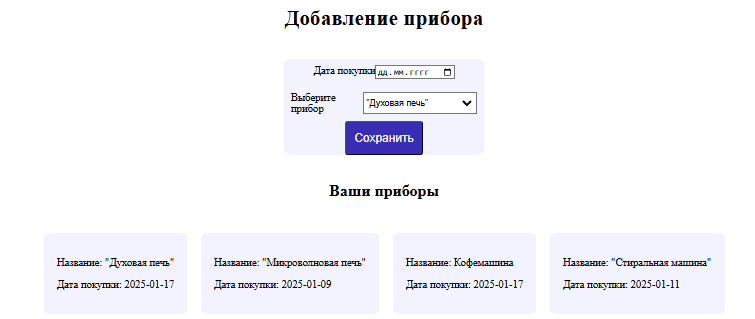 Добавление прибора
Дата покупки дд.мм.гггг
Выберите
прибор
"Духовая печь"
Сохранить
Ваши приборы
Название: "Духовая печь"
Дата покупки: 2025-01-17
Название: "Микроволновая печь"
Дата покупки: 2025-01-09
Название: Кофемашина
Дата покупки: 2025-01-17
Название: "Стиральная машина"
Дата покупки: 2025-01-11